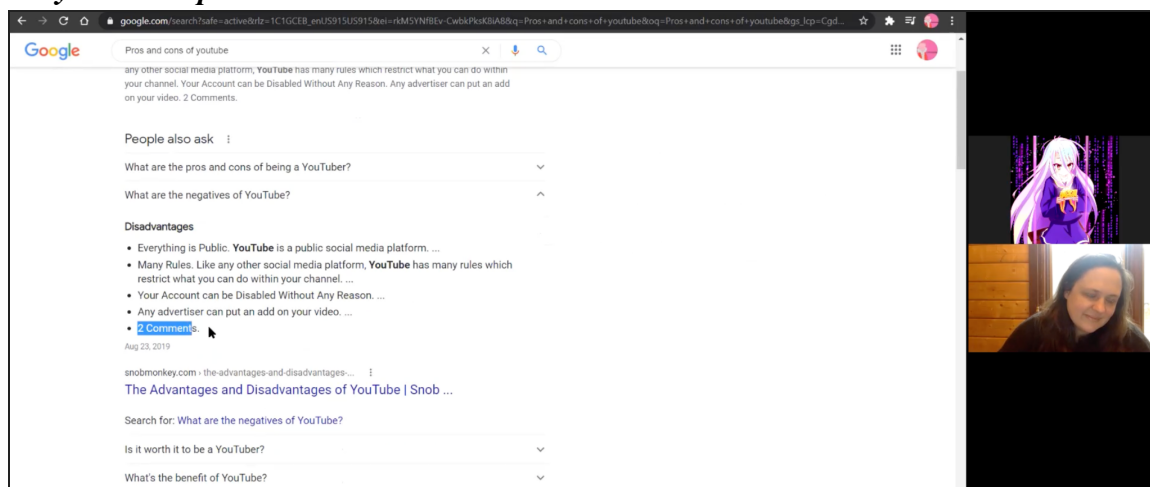 google.com/search?safe=active&rlz=1C1GCEB_enUS915US915&ei=rkM5YNfBEv-CwbkPksK8iA8&q=Pros+and+cons+of+youtube&oq=Pros+and+cons+of+youtube&gs_lcp=Cgd...
Google
Pros and cons of youtube
any other social media platform, YouTube has many rules which restrict what you can do within
your channel. Your Account can be Disabled Without Any Reason. Any advertiser can put an add
on your video. 2 Comments.
People also ask
What are the pros and cons of being a YouTuber?
What are the negatives of YouTube?
Disadvantages
• Everything is Public. YouTube is a public social media platform. ...
• Many Rules. Like any other social media platform, YouTube has many rules which
restrict what you can do within your channel. ...
• Your Account can be Disabled Without Any Reason. ...
• Any advertiser can put an add on your video. ...
• 2 Comments.
Aug 23, 2019
snobmonkey.com › the-advantages-and-disadvantages-...
The Advantages and Disadvantages of YouTube | Snob ...
Search for: What are the negatives of YouTube?
Is it worth it to be a YouTuber?
What's the benefit of YouTube?